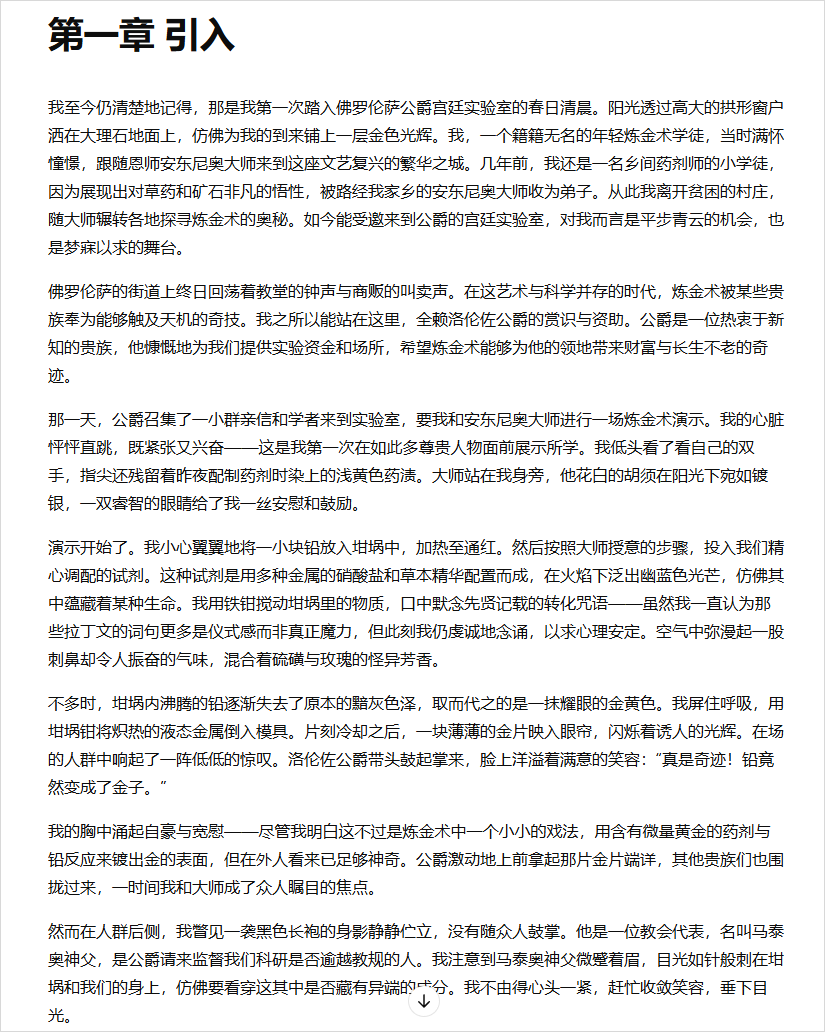 第一章 引入
我至今仍清楚地记得，那是我第一次踏入佛罗伦萨公爵宫廷实验室的春日清晨。阳光透过高大的拱形窗户
洒在大理石地面上，仿佛为我的到来铺上一层金色光辉。我，一个籍籍无名的年轻炼金术学徒，当时满怀
憧憬，跟随恩师安东尼奥大师来到这座文艺复兴的繁华之城。几年前，我还是一名乡间药剂师的小学徒，
因为展现出对草药和矿石非凡的悟性，被路经我家乡的安东尼奥大师收为弟子。从此我离开贫困的村庄，
随大师辗转各地探寻炼金术的奥秘。如今能受邀来到公爵的宫廷实验室，对我而言是平步青云的机会，也
是梦寐以求的舞台。
佛罗伦萨的街道上终日回荡着教堂的钟声与商贩的叫卖声。在这艺术与科学并存的时代，炼金术被某些贵
族奉为能够触及天机的奇技。我之所以能站在这里，全赖洛伦佐公爵的赏识与资助。公爵是一位热衷于新
知的贵族，他慷慨地为我们提供实验资金和场所，希望炼金术能够为他的领地带来财富与长生不老的奇
迹。
那一天，公爵召集了一小群亲信和学者来到实验室，要我和安东尼奥大师进行一场炼金术演示。我的心脏
怦怦直跳，既紧张又兴奋——这是我第一次在如此多尊贵人物面前展示所学。我低头看了看自己的双
手，指尖还残留着昨夜配制药剂时染上的浅黄色药渍。大师站在我身旁，他花白的胡须在阳光下宛如镀
银，一双睿智的眼睛给了我一丝安慰和鼓励。
演示开始了。我小心翼翼地将一小块铅放入坩埚中，加热至通红。然后按照大师授意的步骤，投入我们精
心调配的试剂。这种试剂是用多种金属的硝酸盐和草本精华配置而成，在火焰下泛出幽蓝色光芒，仿佛其
中蕴藏着某种生命。我用铁钳搅动坩埚里的物质，口中默念先贤记载的转化咒语——虽然我一直认为那
些拉丁文的词句更多是仪式感而非真正魔力，但此刻我仍虔诚地念诵，以求心理安定。空气中弥漫起一股
刺鼻却令人振奋的气味，混合着硫磺与玫瑰的怪异芳香。
不多时，坩埚内沸腾的铅逐渐失去了原本的黯灰色泽，取而代之的是一抹耀眼的金黄色。我屏住呼吸，用
坩埚钳将炽热的液态金属倒入模具。片刻冷却之后，一块薄薄的金片映入眼帘，闪烁着诱人的光辉。在场
的人群中响起了一阵低低的惊叹。洛伦佐公爵带头鼓起掌来，脸上洋溢着满意的笑容：“真是奇迹！铅竟
然变成了金子。”
我的胸中涌起自豪与宽慰——尽管我明白这不过是炼金术中一个小小的戏法，用含有微量黄金的药剂与
铅反应来镀出金的表面，但在外人看来已足够神奇。公爵激动地上前拿起那片金片端详，其他贵族们也围
拢过来，一时间我和大师成了众人瞩目的焦点。
然而在人群后侧，我瞥见一袭黑色长袍的身影静静伫立，没有随众人鼓掌。他是一位教会代表，名叫马泰
奥神父，是公爵请来监督我们科研是否逾越教规的人。我注意到马泰奥神父微蹙着眉，目光如针般刺在坩
埚和我们的身上，仿佛要看穿这其中是否藏有异端的成分。我不由得心头一紧，赶忙收敛笑容，垂下目
光。